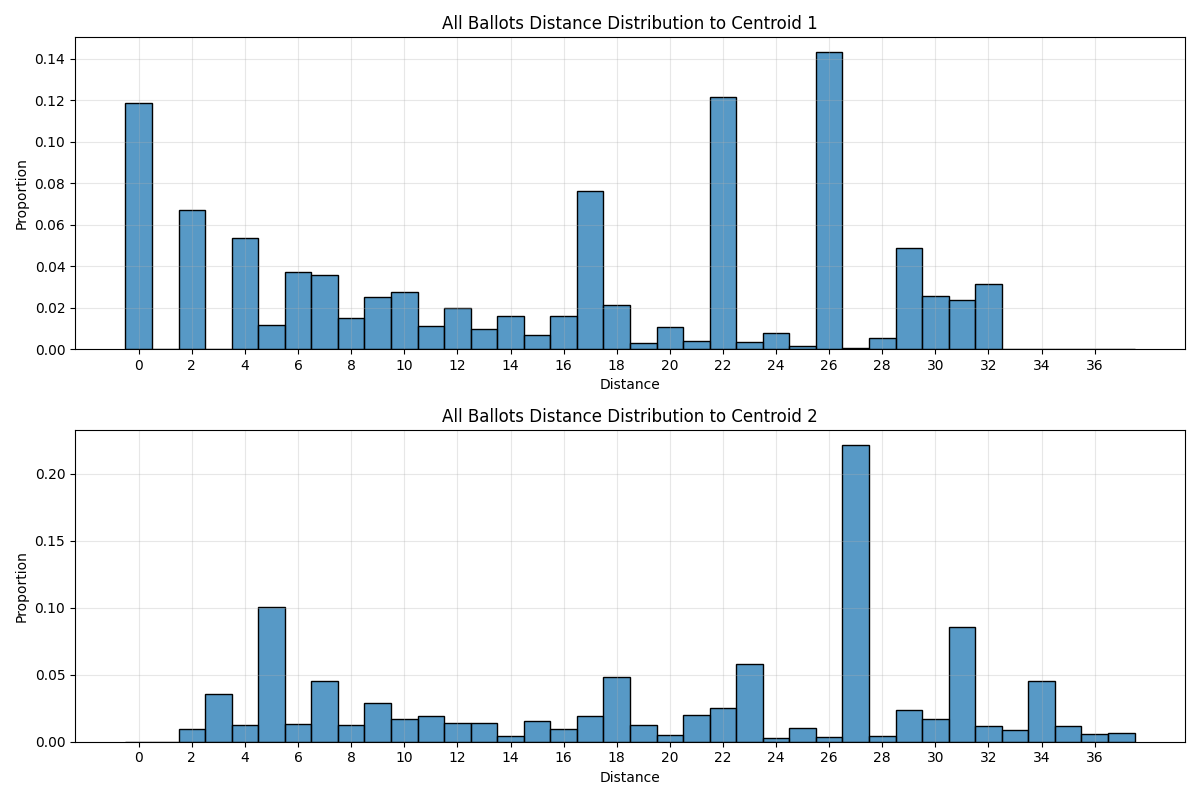 All Ballots Distance Distribution to Centroid 1
0.14
0.12
0.10
0.08
0.06
0.04
0.02
0.00
Proportion
0 2 4 6 8 10 12 14 16 18 20 22 24 26 28 30 32 34 36
Distance
All Ballots Distance Distribution to Centroid 2
0.20
0.15
0.10
0.05
0.00
Proportion
0 2 4 6 8 10 12 14 16 18 20 22 24 26 28 30 32 34 36
Distance